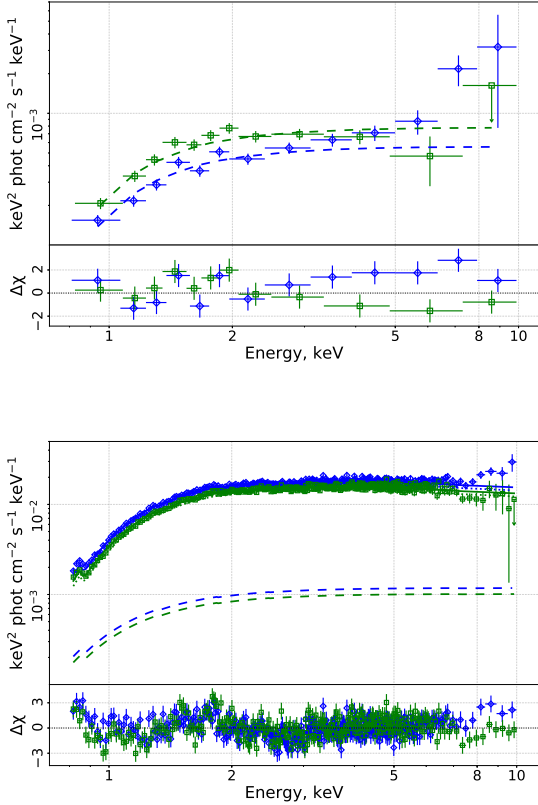 keV² phot cm⁻² s⁻¹ keV⁻¹
10⁻³
Δχ
2
0
−2
1 2 5 8 10
Energy, keV
keV² phot cm⁻² s⁻¹ keV⁻¹
10⁻²
10⁻³
Δχ
3
0
−3
1 2 5 8 10
Energy, keV